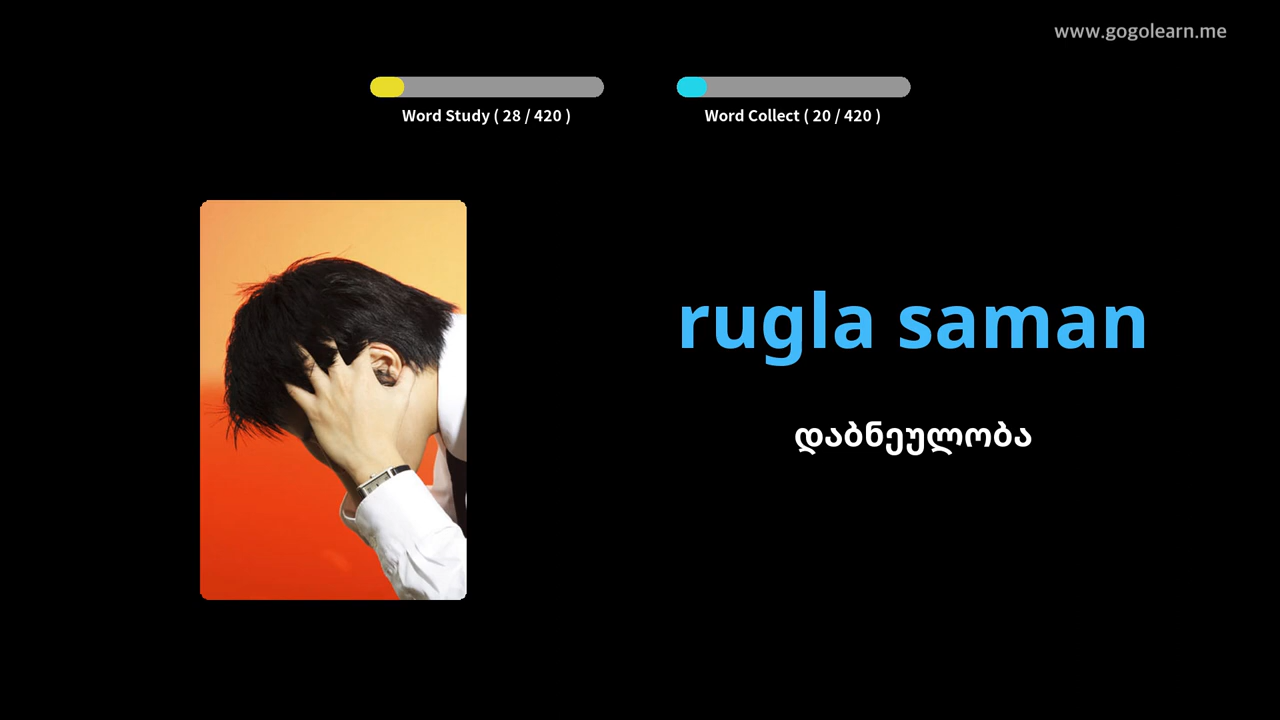 www.gogolearn.me
Word Study ( 28 / 420 )
Word Collect ( 20 / 420 )
rugla saman
დაბნეულობა